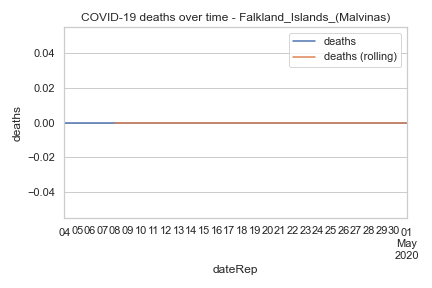 COVID-19 deaths over time - Falkland_Islands_(Malvinas)
deaths
deaths (rolling)
0.04
0.02
0.00
−0.02
−0.04
deaths
04 05 06 07 08 09 10 11 12 13 14 15 16 17 18 19 20 21 22 23 24 25 26 27 28 29 30 01
May
2020
dateRep